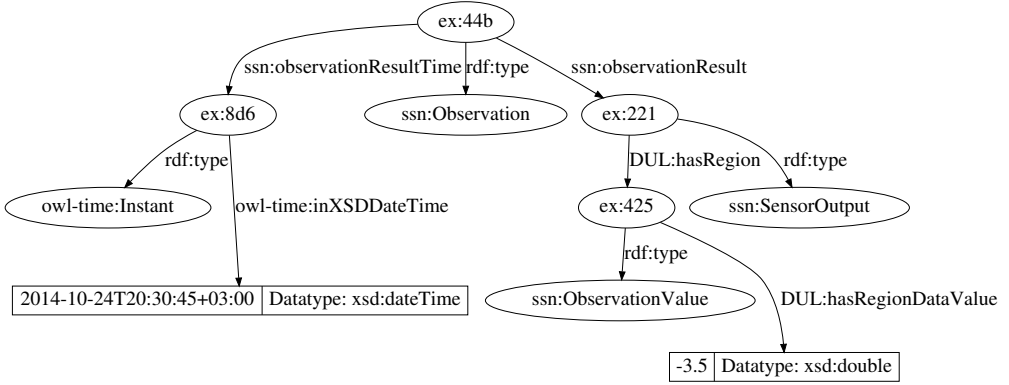 ex:44b
ssn:observationResultTime rdf:type ssn:observationResult
ex:8d6 ssn:Observation ex:221
rdf:type DUL:hasRegion rdf:type
owl-time:Instant owl-time:inXSDDateTime ex:425 ssn:SensorOutput
rdf:type
2014-10-24T20:30:45+03:00 Datatype: xsd:dateTime ssn:ObservationValue DUL:hasRegionDataValue
-3.5 Datatype: xsd:double